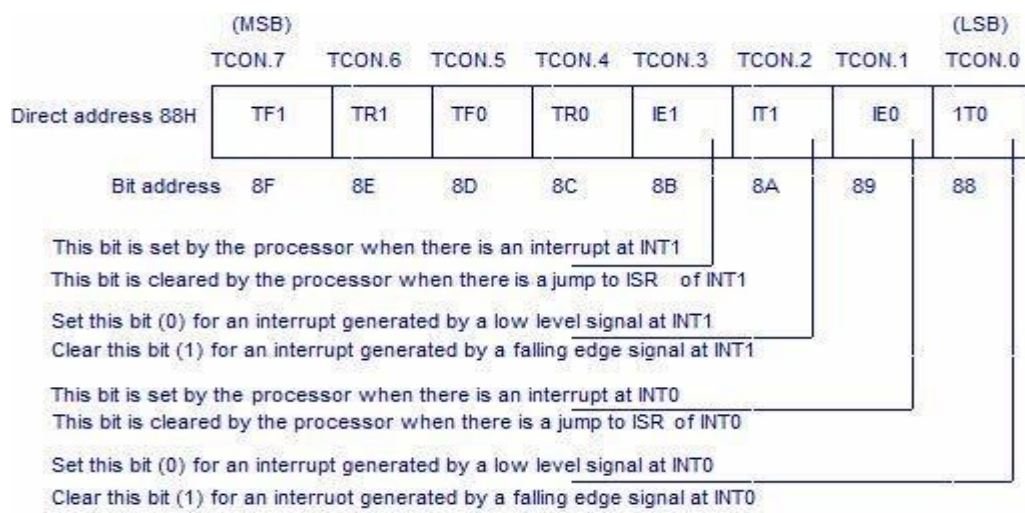 (MSB) (LSB)
TCON.7 TCON.6 TCON.5 TCON.4 TCON.3 TCON.2 TCON.1 TCON.0
Direct address 88H TF1 TR1 TF0 TR0 IE1 IT1 IE0 1T0
Bit address 8F 8E 8D 8C 8B 8A 89 88
This bit is set by the processor when there is an interrupt at INT1
This bit is cleared by the processor when there is a jump to ISR of INT1
Set this bit (0) for an interrupt generated by a low level signal at INT1
Clear this bit (1) for an interrupt generated by a falling edge signal at INT1
This bit is set by the processor when there is an interrupt at INT0
This bit is cleared by the processor when there is a jump to ISR of INT0
Set this bit (0) for an interrupt generated by a low level signal at INT0
Clear this bit (1) for an interruot generated by a falling edge signal at INT0